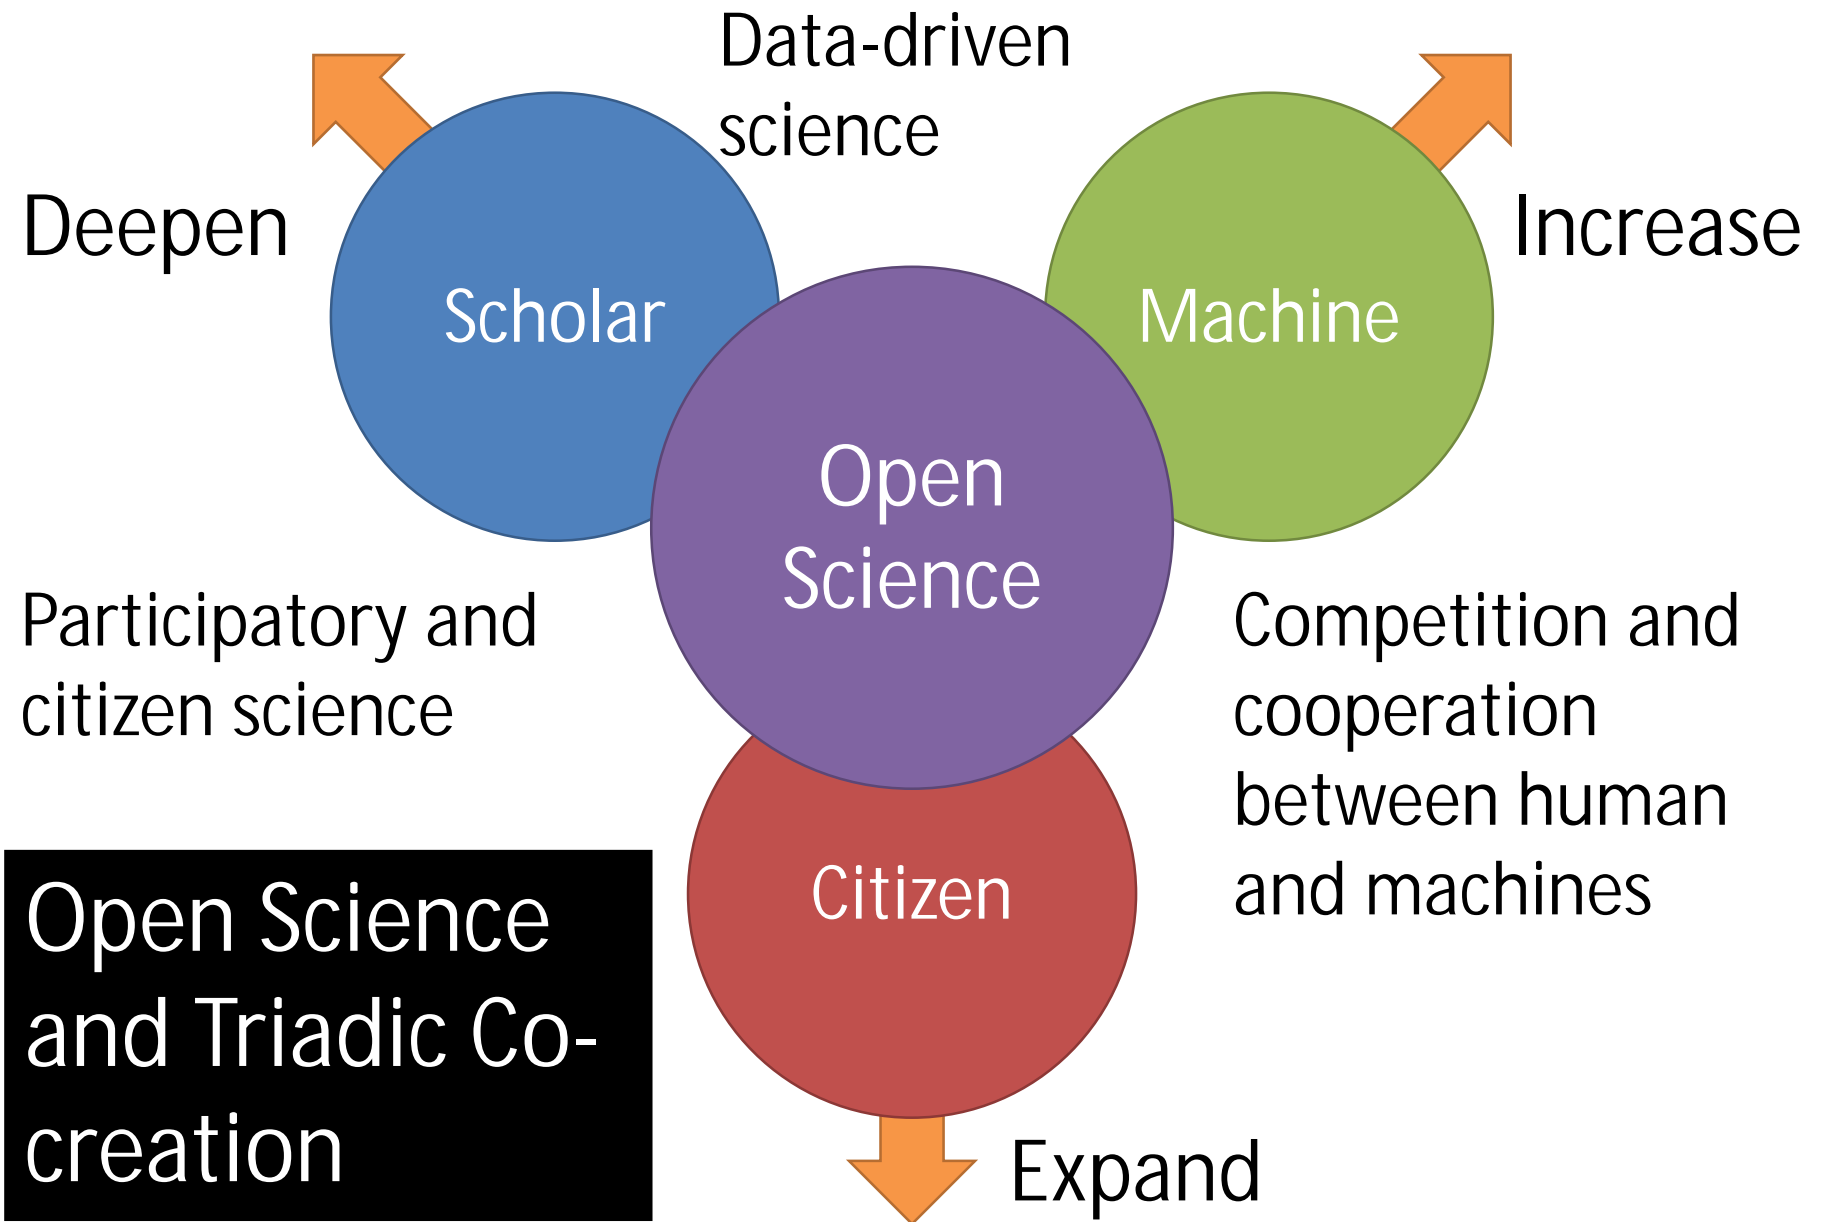 Data-driven
science
Deepen
Increase
Scholar
Machine
Open
Science
Participatory and
citizen science
Competition and
cooperation
between human
and machines
Citizen
Open Science
and Triadic Co-
creation
Expand